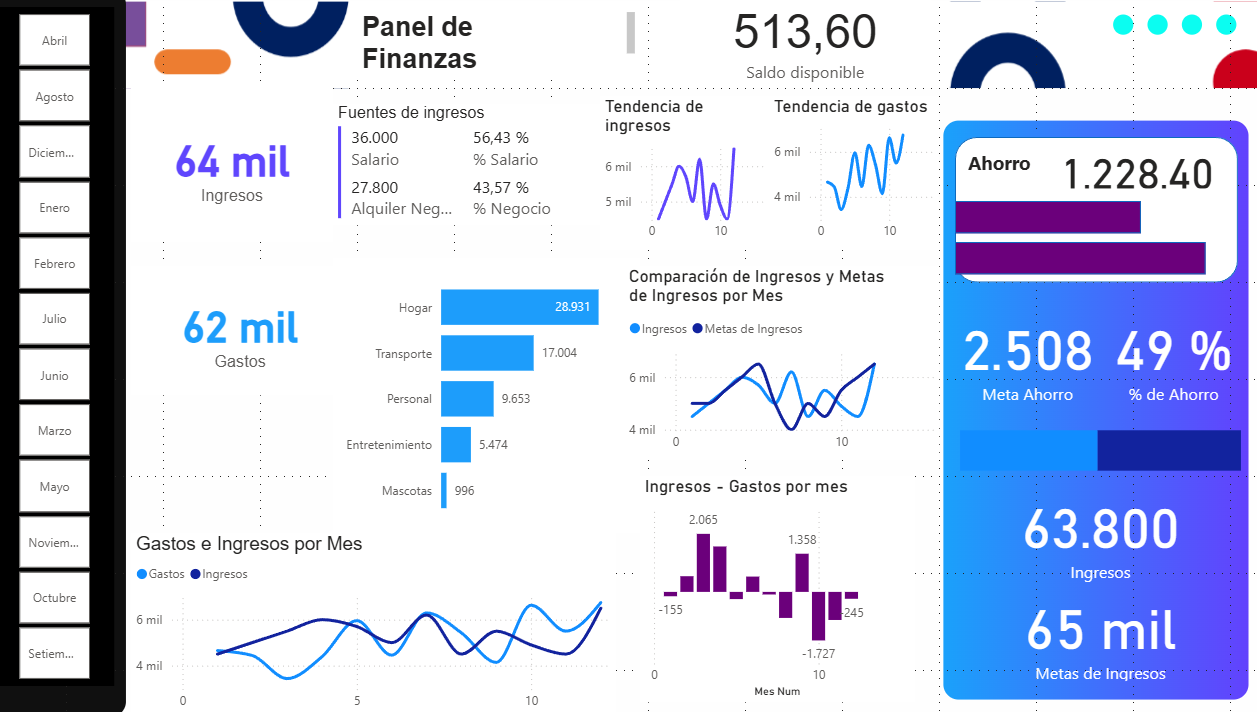 Abril
Agosto
Diciem...
Enero
Febrero
Julio
Junio
Marzo
Mayo
Noviem...
Octubre
Setiem...
Panel de
Finanzas
513,60
Saldo disponible
64 mil
Ingresos
Fuentes de ingresos
36.000
56,43 %
Salario
% Salario
27.800
43,57 %
Alquiler Neg...
% Negocio
Tendencia de
ingresos
6 mil
5 mil
0
10
Tendencia de gastos
6 mil
4 mil
0
10
62 mil
Gastos
Hogar
28.931
Transporte
17.004
Personal
9.653
Entretenimiento
5.474
Mascotas
996
Comparación de Ingresos y Metas
de Ingresos por Mes
Ingresos
Metas de Ingresos
6 mil
4 mil
0
10
Gastos e Ingresos por Mes
Gastos
Ingresos
6 mil
4 mil
0
5
10
Ingresos - Gastos por mes
2.065
1.358
-155
-245
-1.727
0
10
Mes Num
Ahorro
1.228.40
2.508
49 %
Meta Ahorro
% de Ahorro
63.800
Ingresos
65 mil
Metas de Ingresos